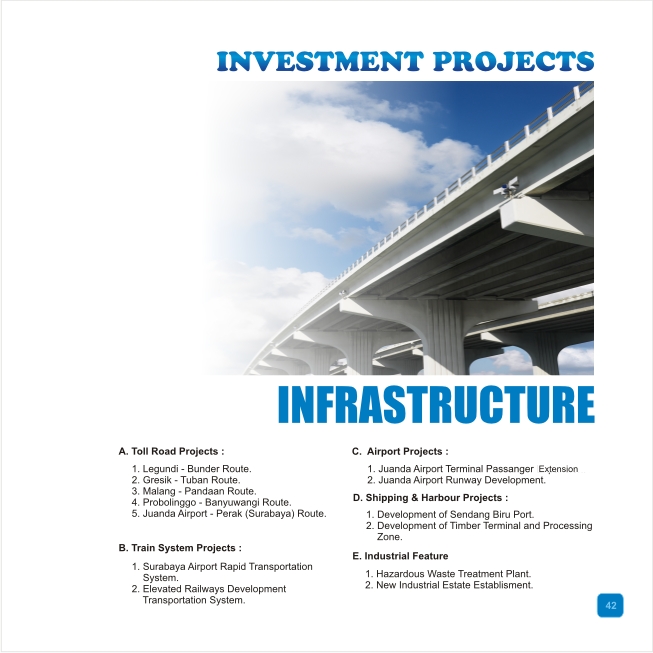 INVESTMENT PROJECTS
INFRASTRUCTURE
A. Toll Road Projects :
1. Legundi - Bunder Route.
2. Gresik - Tuban Route.
3. Malang - Pandaan Route.
4. Probolinggo - Banyuwangi Route.
5. Juanda Airport - Perak (Surabaya) Route.
B. Train System Projects :
1. Surabaya Airport Rapid Transportation
System.
2. Elevated Railways Development
Transportation System.
C. Airport Projects :
1. Juanda Airport Terminal Passanger Extension
2. Juanda Airport Runway Development.
D. Shipping & Harbour Projects :
1. Development of Sendang Biru Port.
2. Development of Timber Terminal and Processing
Zone.
E. Industrial Feature
1. Hazardous Waste Treatment Plant.
2. New Industrial Estate Establisment.
42